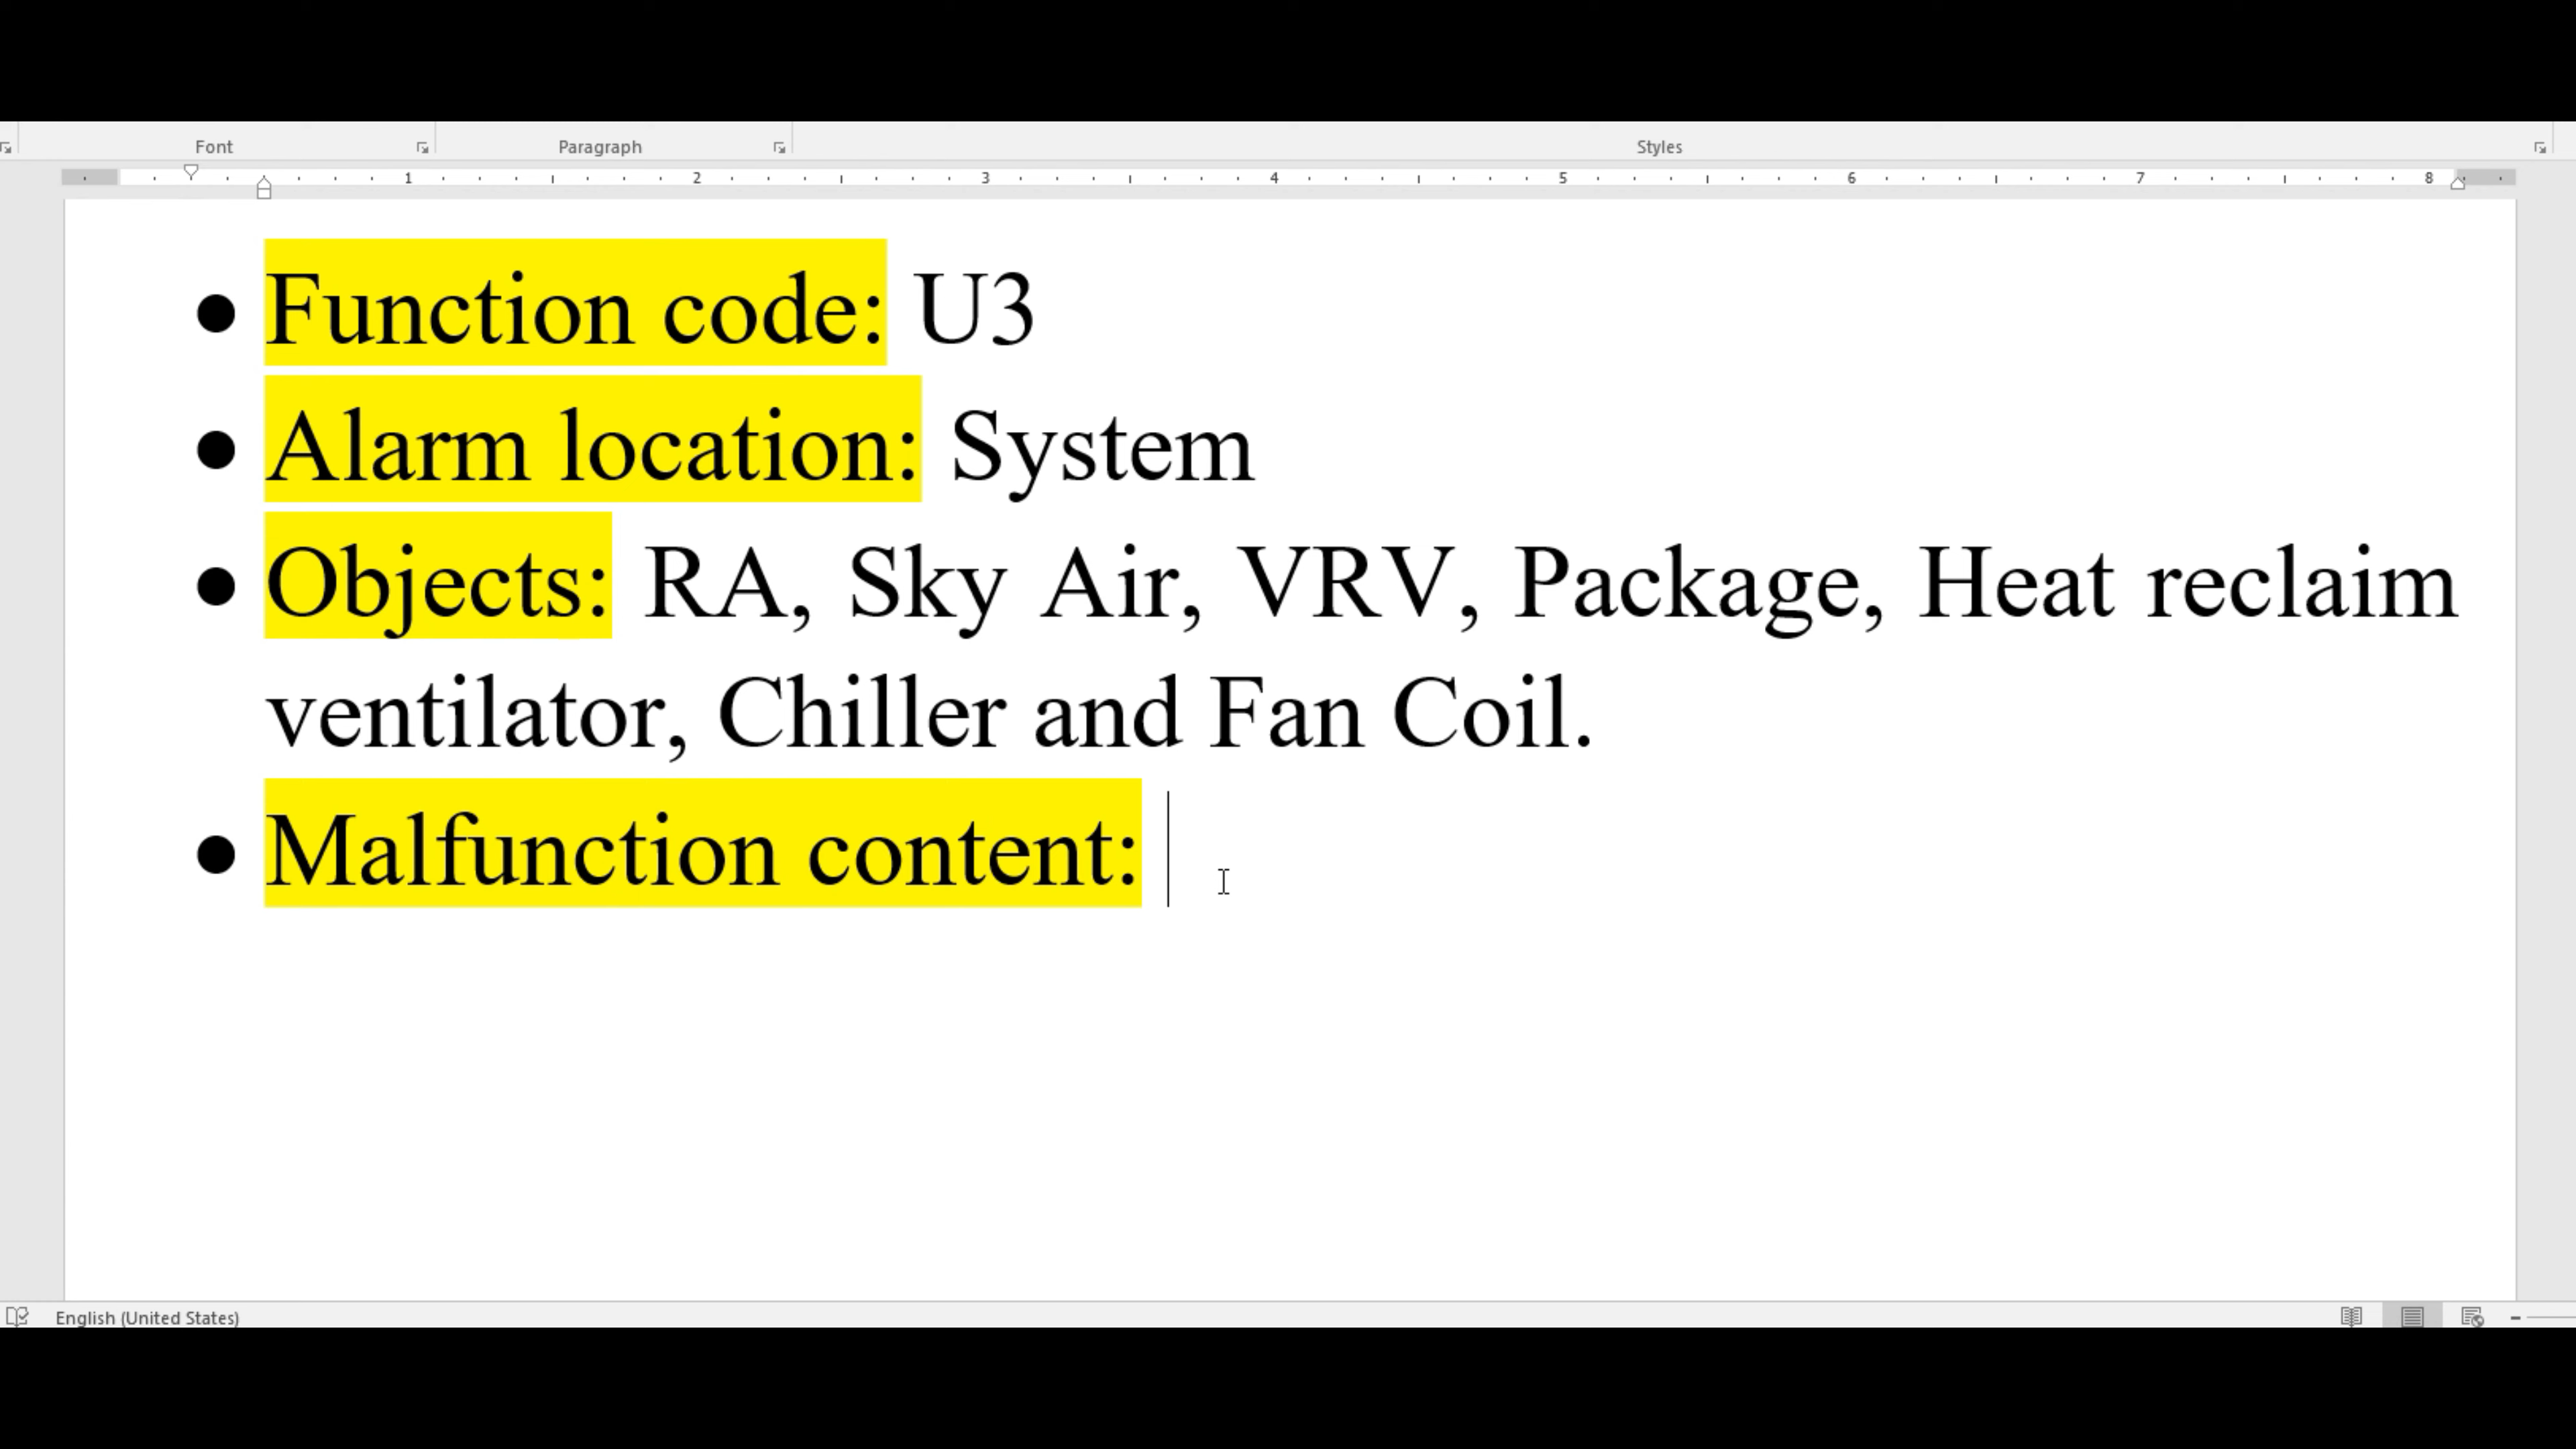 Font Paragraph Styles
1 2 3 4 5 6 7 8
• Function code: U3
• Alarm location: System
• Objects: RA, Sky Air, VRV, Package, Heat reclaim
ventilator, Chiller and Fan Coil.
• Malfunction content:
English (United States)